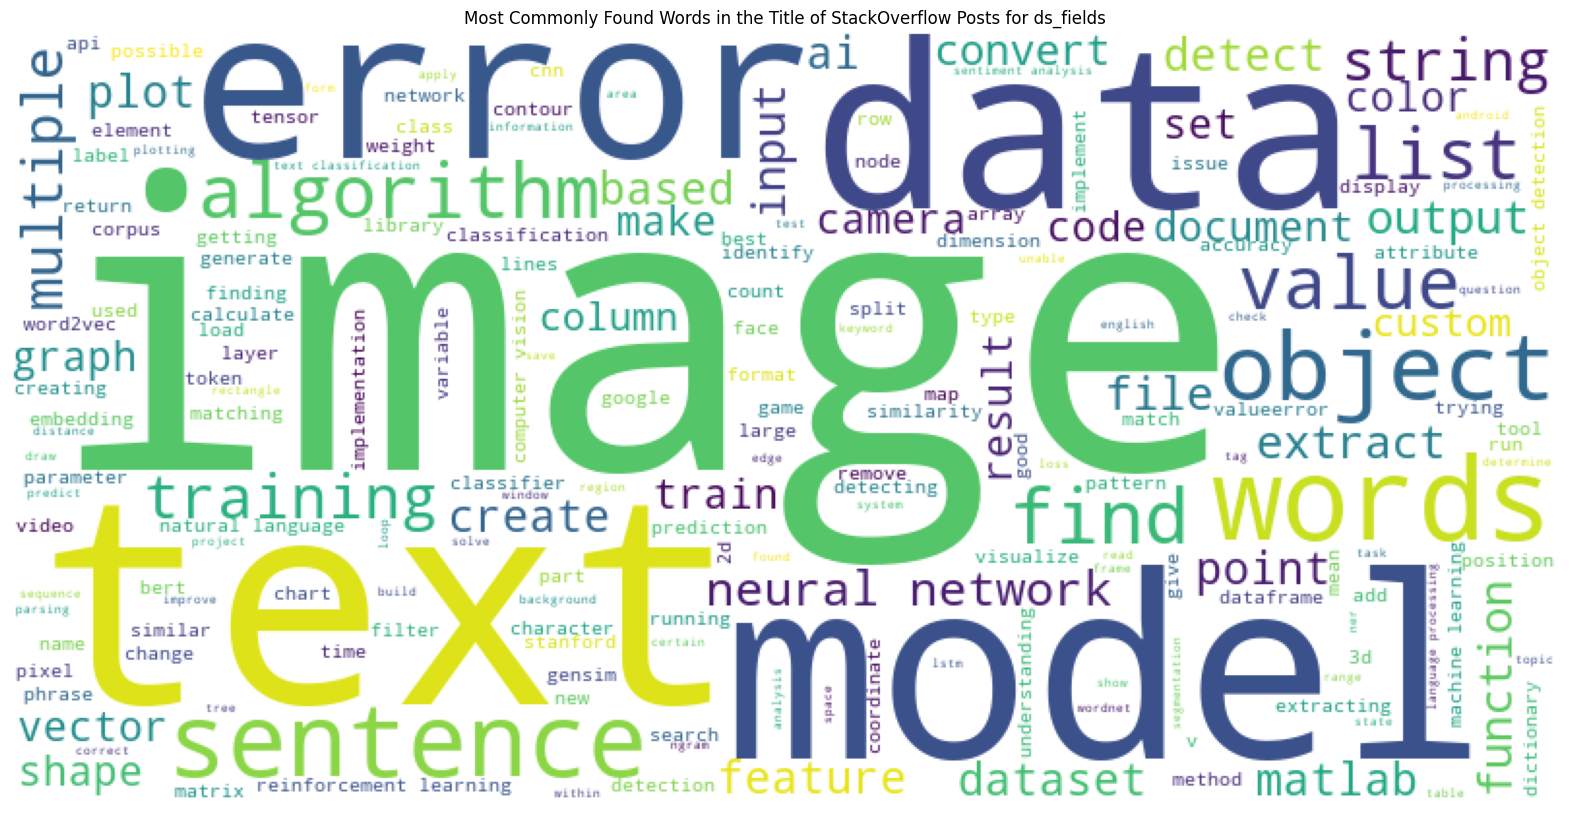 Most Commonly Found Words in the Title of StackOverflow Posts for ds_fields
image
text
data
error
model
object
words
sentence
value
algorithm
training
neural network
string
list
multiple
find
input
output
function
plot
graph
vector
shape
feature
dataset
matlab
point
extract
custom
file
column
create
train
result
camera
code
document
set
color
convert
detect
ai
based
make
api
possible
element
label
plotting
return
corpus
tensor
form
network
class
weight
apply
cnn
contour
information
area
text classification
library
getting
generate
classification
lines
best
identify
test
sentiment analysis
row
node
implement
issue
display
android
processing
object detection
array
dimension
unable
accuracy
attribute
question
check
finding
calculate
load
used
word2vec
layer
token
rectangle
creating
embedding
distance
matching
draw
parameter
predict
implementation
variable
computer vision
save
count
face
format
google
game
large
edge
split
keyword
type
english
map
similarity
match
valueerror
trying
tool
run
determine
good
loss
tag
pattern
remove
detecting
system
classifier
window
region
prediction
video
natural language
project
loop
solve
2d
found
visualize
read
frame
give
dataframe
mean
task
position
add
ner
language processing
machine learning
sequence
parsing
bert
improve
chart
build
part
background
name
similar
change
filter
character
running
stanford
certain
pixel
time
gensim
phrase
new
tree
correct
search
ngram
matrix
reinforcement learning
within
detection
analysis
space
coordinate
lstm
understanding
show
wordnet
segmentation
v
3d
range
extracting
state
topic
dictionary
method
table